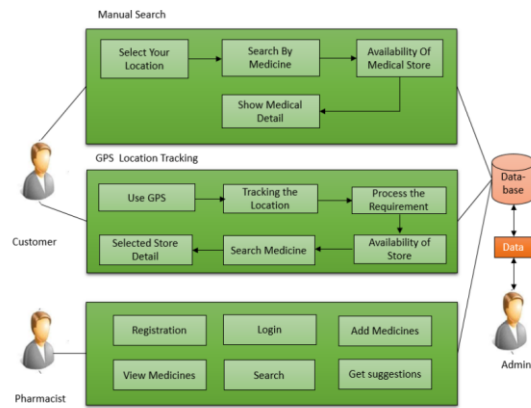 Manual Search
Select Your
Location
Search By
Medicine
Availability Of
Medical Store
Show Medical
Detail
GPS Location Tracking
Use GPS
Tracking the
Location
Process the
Requirement
Selected Store
Detail
Search Medicine
Availability of
Store
Customer
Data-
base
Data
Admin
Registration
Login
Add Medicines
View Medicines
Search
Get suggestions
Pharmacist